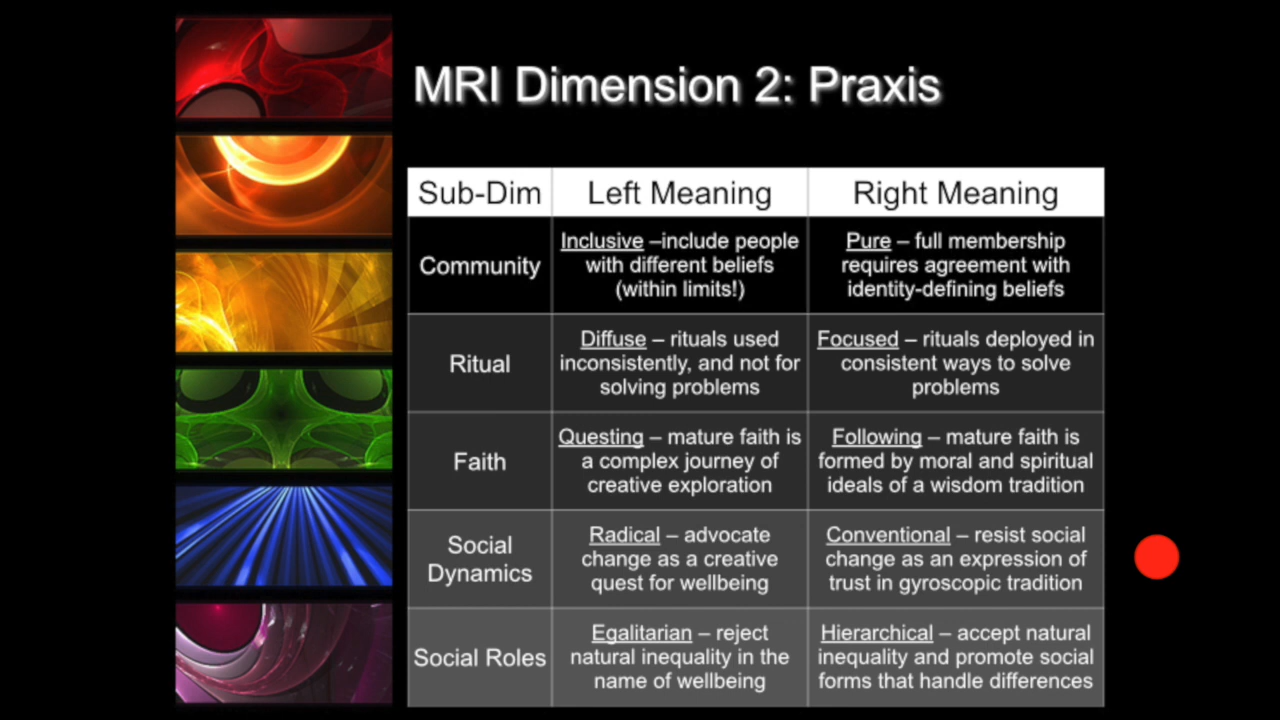 MRI Dimension 2: Praxis
Sub-Dim
Left Meaning
Right Meaning
Community
Inclusive –include people
with different beliefs
(within limits!)
Pure – full membership
requires agreement with
identity-defining beliefs
Ritual
Diffuse – rituals used
inconsistently, and not for
solving problems
Focused – rituals deployed in
consistent ways to solve
problems
Faith
Questing – mature faith is
a complex journey of
creative exploration
Following – mature faith is
formed by moral and spiritual
ideals of a wisdom tradition
Social
Dynamics
Radical – advocate
change as a creative
quest for wellbeing
Conventional – resist social
change as an expression of
trust in gyroscopic tradition
Social Roles
Egalitarian – reject
natural inequality in the
name of wellbeing
Hierarchical – accept natural
inequality and promote social
forms that handle differences